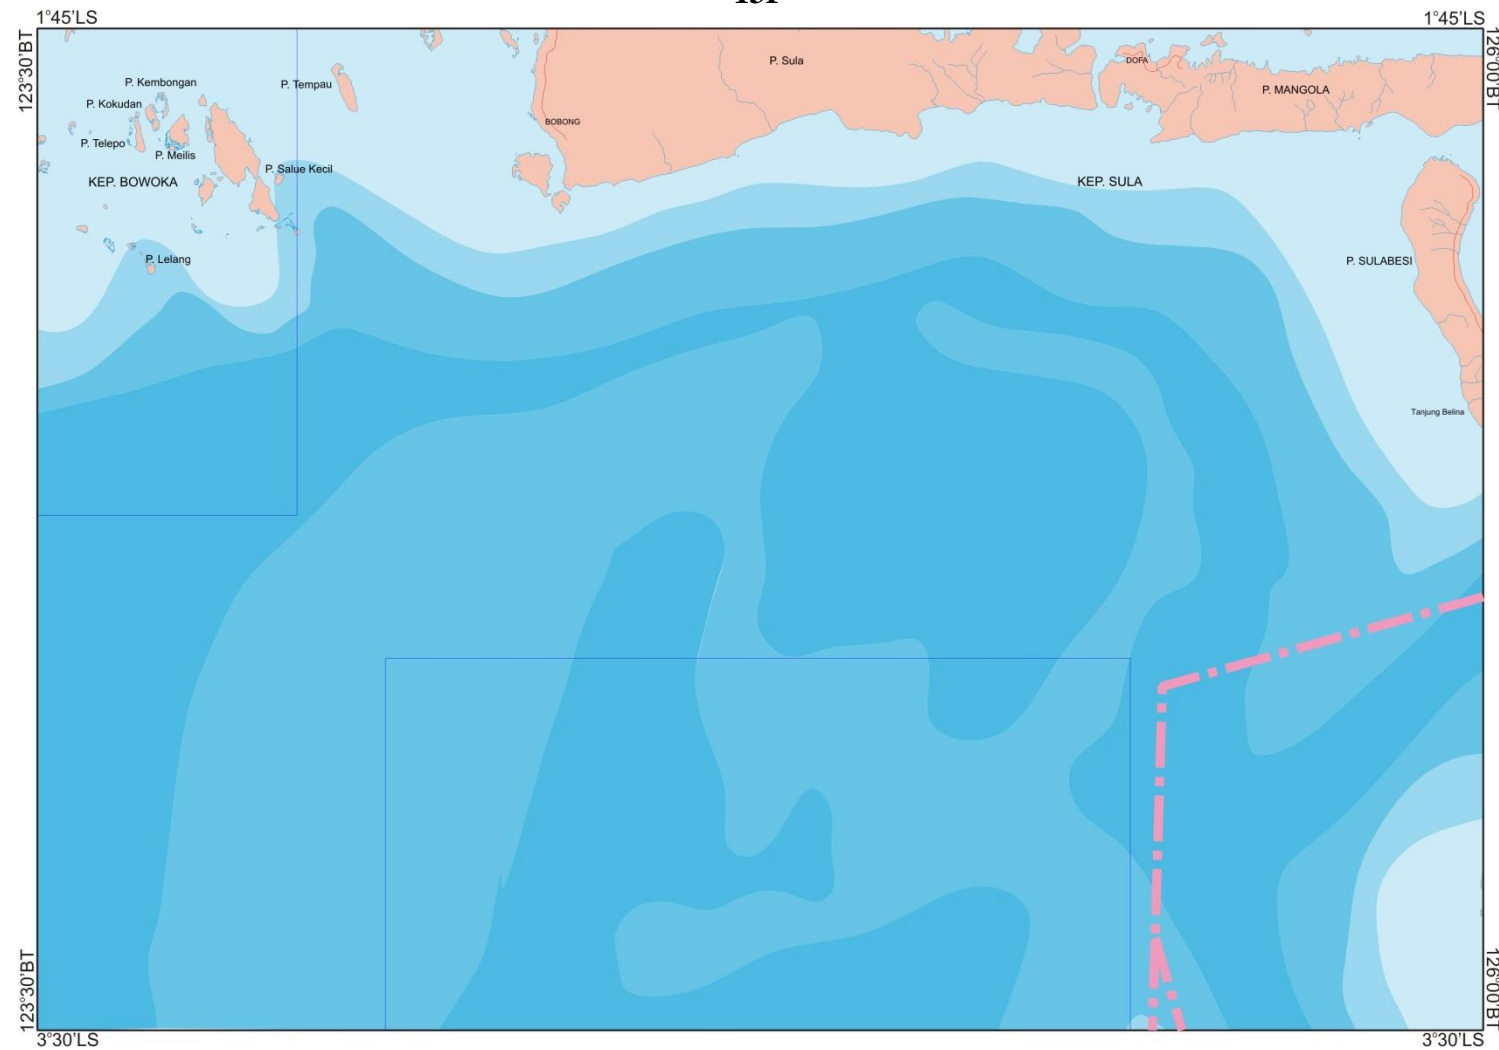 1°45'LS
1°45'LS
123°30'BT
126°00'BT
P. Sula
DOFA
P. Kembongan
P. Tempau
P. MANGOLA
P. Kokudan
BOBONG
P. Telepo
P. Meilis
P. Salue Kecil
KEP. BOWOKA
KEP. SULA
P. Lelang
P. SULABESI
Tanjung Belina
123°30'BT
126°00'BT
3°30'LS
3°30'LS